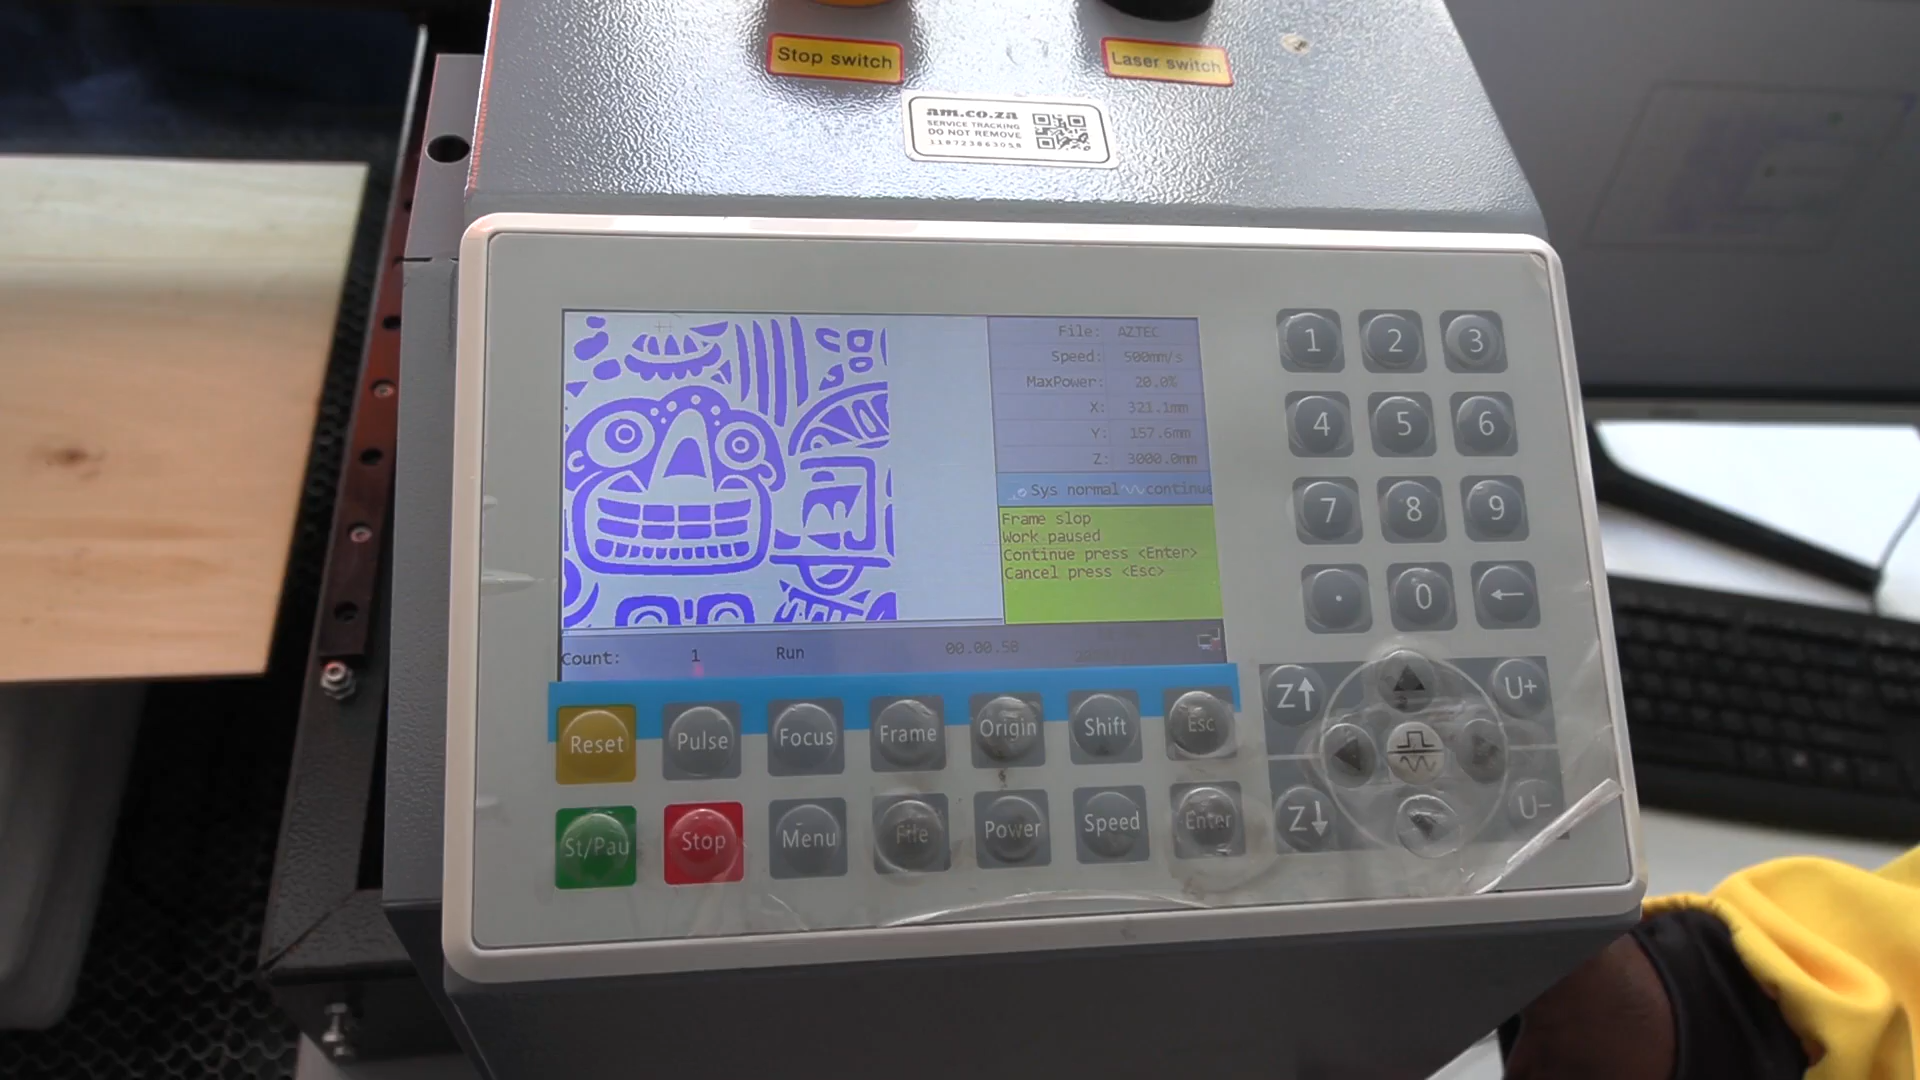 Stop switch
Laser switch
am.co.za
SERVICE TRACKING
DO NOT REMOVE
118723863058
File: AZTEC
Speed: 500mm/s
MaxPower: 20.0%
X: 321.1mm
Y: 157.6mm
Z: 3000.0mm
Sys normal continue
Frame slop
Work paused
Continue press <Enter>
Cancel press <Esc>
Count: 1 Run 00.00.58
1 2 3
4 5 6
7 8 9
. 0 ←
Reset Pulse Focus Frame Origin Shift Esc
St/Pau Stop Menu File Power Speed Enter
Z↑ U+
Z↓ U-